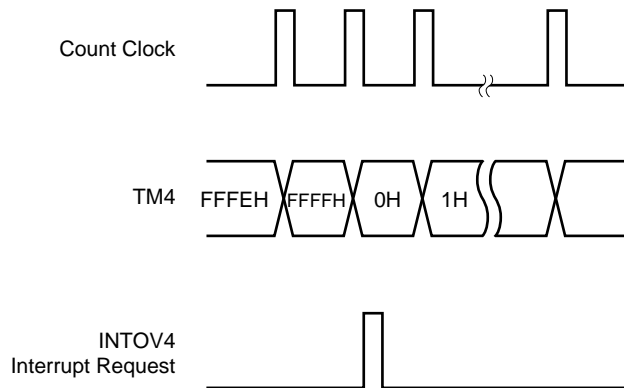 Count Clock
TM4
FFFEH
FFFFH
0H
1H
INTOV4
Interrupt Request